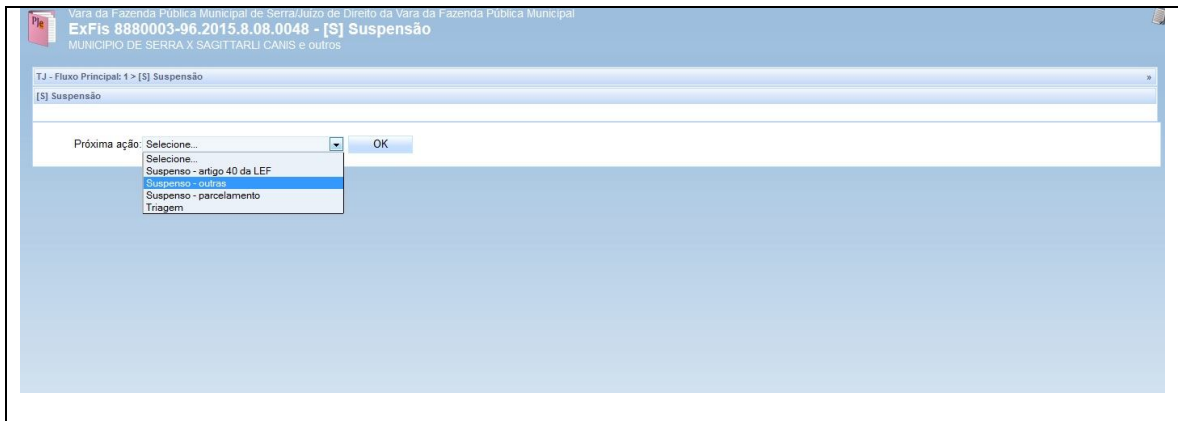 PJe
Vara da Fazenda Pública Municipal de Serra/Juízo de Direito da Vara da Fazenda Pública Municipal
ExFis 8880003-96.2015.8.08.0048 - [S] Suspensão
MUNICIPIO DE SERRA X SAGITTARLI CANIS e outros
TJ - Fluxo Principal: 1 > [S] Suspensão »
[S] Suspensão
Próxima ação: Selecione... OK
Selecione...
Suspenso - artigo 40 da LEF
Suspenso - outras
Suspenso - parcelamento
Triagem